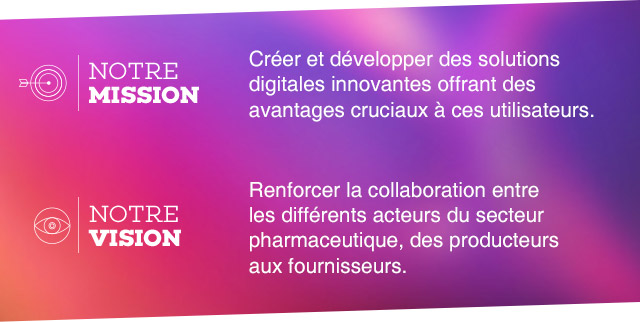 NOTRE
MISSION
Créer et développer des solutions
digitales innovantes offrant des
avantages cruciaux à ces utilisateurs.
NOTRE
VISION
Renforcer la collaboration entre
les différents acteurs du secteur
pharmaceutique, des producteurs
aux fournisseurs.